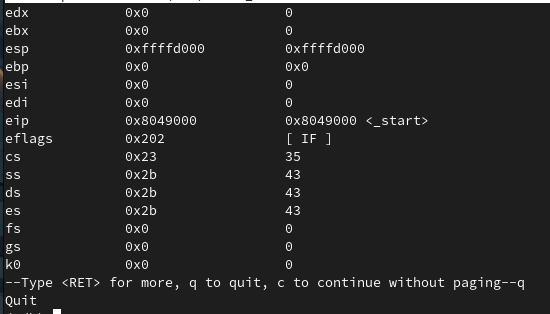 edx 0x0 0
ebx 0x0 0
esp 0xffffd000 0xffffd000
ebp 0x0 0x0
esi 0x0 0
edi 0x0 0
eip 0x8049000 0x8049000 <_start>
eflags 0x202 [ IF ]
cs 0x23 35
ss 0x2b 43
ds 0x2b 43
es 0x2b 43
fs 0x0 0
gs 0x0 0
k0 0x0 0
--Type <RET> for more, q to quit, c to continue without paging--q
Quit